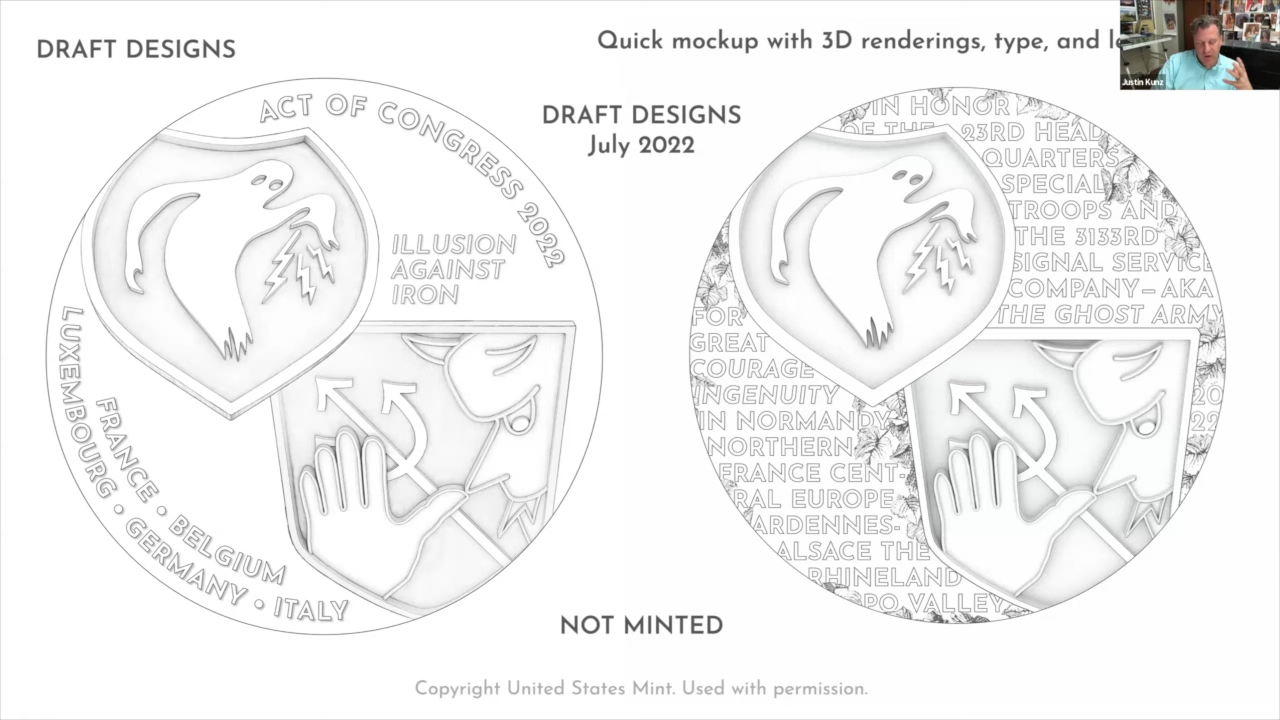 DRAFT DESIGNS
Quick mockup with 3D renderings, type, and
Justin Kunz
DRAFT DESIGNS
July 2022
ACT OF CONGRESS 2022
ILLUSION
AGAINST
IRON
LUXEMBOURG • GERMANY • ITALY
FRANCE • BELGIUM
IN HONOR
OF THE 23RD HEAD
QUARTERS
SPECIAL
TROOPS AND
THE 3133RD
SIGNAL SERVICE
COMPANY—AKA
THE GHOST ARMY
FOR
GREAT
COURAGE
INGENUITY
IN NORMANDY
NORTHERN
FRANCE CENT-
RAL EUROPE
ARDENNES-
ALSACE THE
RHINELAND
PO VALLEY
20
22
NOT MINTED
Copyright United States Mint. Used with permission.